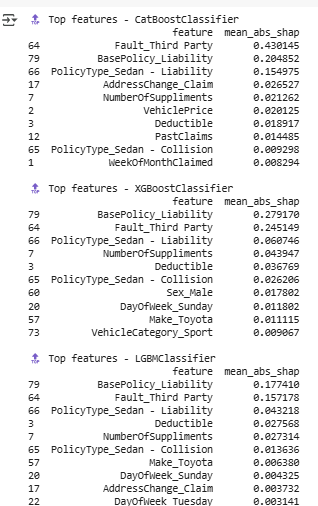 TOP Top features - CatBoostClassifier
feature mean_abs_shap
64 Fault_Third Party 0.430145
79 BasePolicy_Liability 0.204852
66 PolicyType_Sedan - Liability 0.154975
17 AddressChange_Claim 0.026527
7 NumberOfSuppliments 0.021262
2 VehiclePrice 0.020125
3 Deductible 0.018917
12 PastClaims 0.014485
65 PolicyType_Sedan - Collision 0.009298
1 WeekOfMonthClaimed 0.008294
TOP Top features - XGBoostClassifier
feature mean_abs_shap
79 BasePolicy_Liability 0.279170
64 Fault_Third Party 0.245149
66 PolicyType_Sedan - Liability 0.060746
7 NumberOfSuppliments 0.043947
3 Deductible 0.036769
65 PolicyType_Sedan - Collision 0.026206
60 Sex_Male 0.017802
20 DayOfWeek_Sunday 0.011802
57 Make_Toyota 0.011115
73 VehicleCategory_Sport 0.009067
TOP Top features - LGBMClassifier
feature mean_abs_shap
79 BasePolicy_Liability 0.177410
64 Fault_Third Party 0.157178
66 PolicyType_Sedan - Liability 0.043218
3 Deductible 0.027568
7 NumberOfSuppliments 0.027314
65 PolicyType_Sedan - Collision 0.013636
57 Make_Toyota 0.006380
20 DayOfWeek_Sunday 0.004325
17 AddressChange_Claim 0.003732
22 DayOfWeek_Tuesday 0.003141